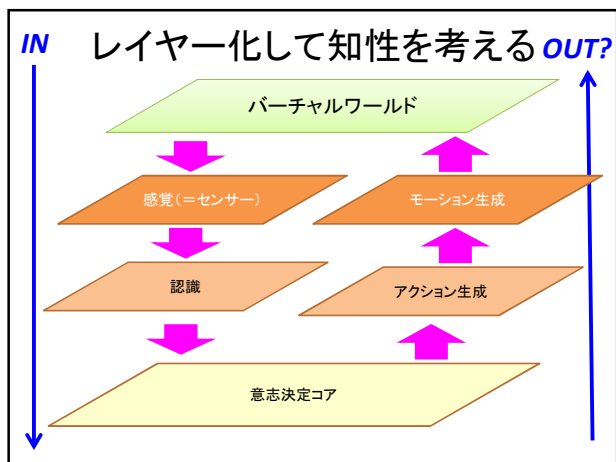 IN
レイヤー化して知性を考える
OUT?
バーチャルワールド
感覚(=センサー)
モーション生成
認識
アクション生成
意志決定コア